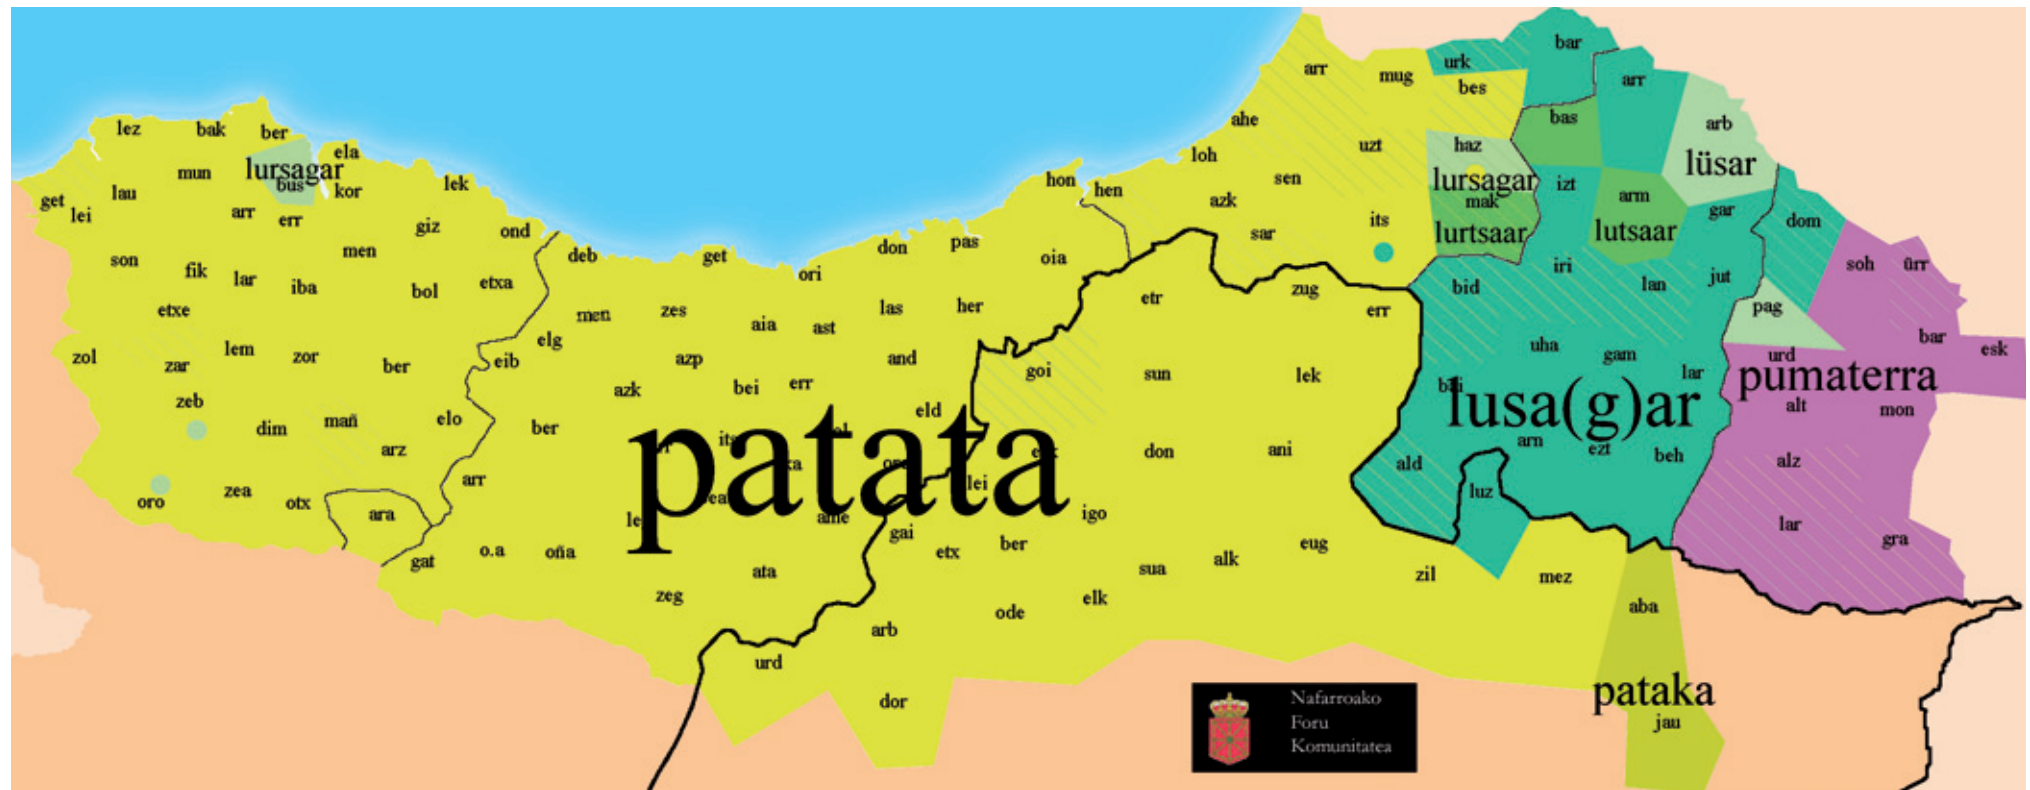 bar
urk
arr
mug
arr
bes
lez
bak
ber
ahe
bas
arb
ela
uzt
haz
loh
lüsar
lursagar
mun
bus
kor
lek
hon
hen
sen
lursagar
izt
lau
get
lei
azk
mak
arm
gar
arr
err
giz
ond
its
lurtsaar
lutsaar
dom
sar
men
don
pas
deb
get
oia
son
fik
lar
iba
bol
etxa
ori
iri
lan
jut
soh
ürr
bid
etr
zug
err
etxe
men
zes
aia
ast
las
her
pag
bar
esk
elg
uha
gam
urd
zol
zar
lem
zor
ber
eib
azp
and
goi
sun
lek
lar
pumaterra
azk
bei
err
zeb
eld
lusa(g)ar
alt
mon
dim
mañ
elo
ber
patata
arz
don
ani
arn
ezt
beh
ald
alz
arr
lei
luz
oro
zea
otx
ara
igo
lar
gai
etx
ber
eug
gra
gat
o.a
oña
ata
sua
alk
zil
mez
zeg
elk
ode
aba
arb
urd
dor
pataka
jau
Nafarroako
Foru
Komunitatea